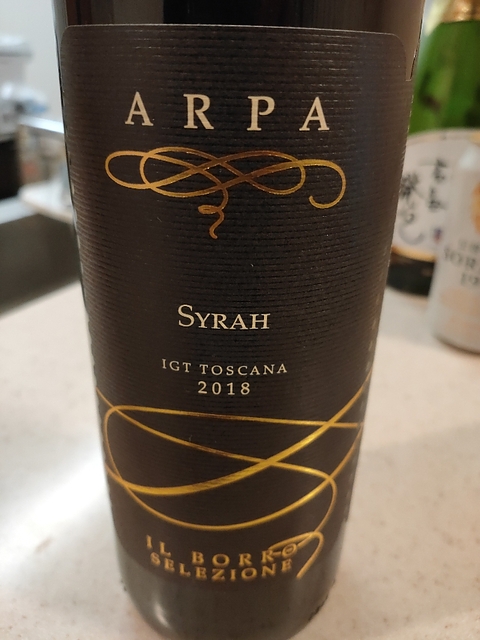 ARPA
SYRAH
IGT TOSCANA
2018
IL BORRO
SELEZIONE